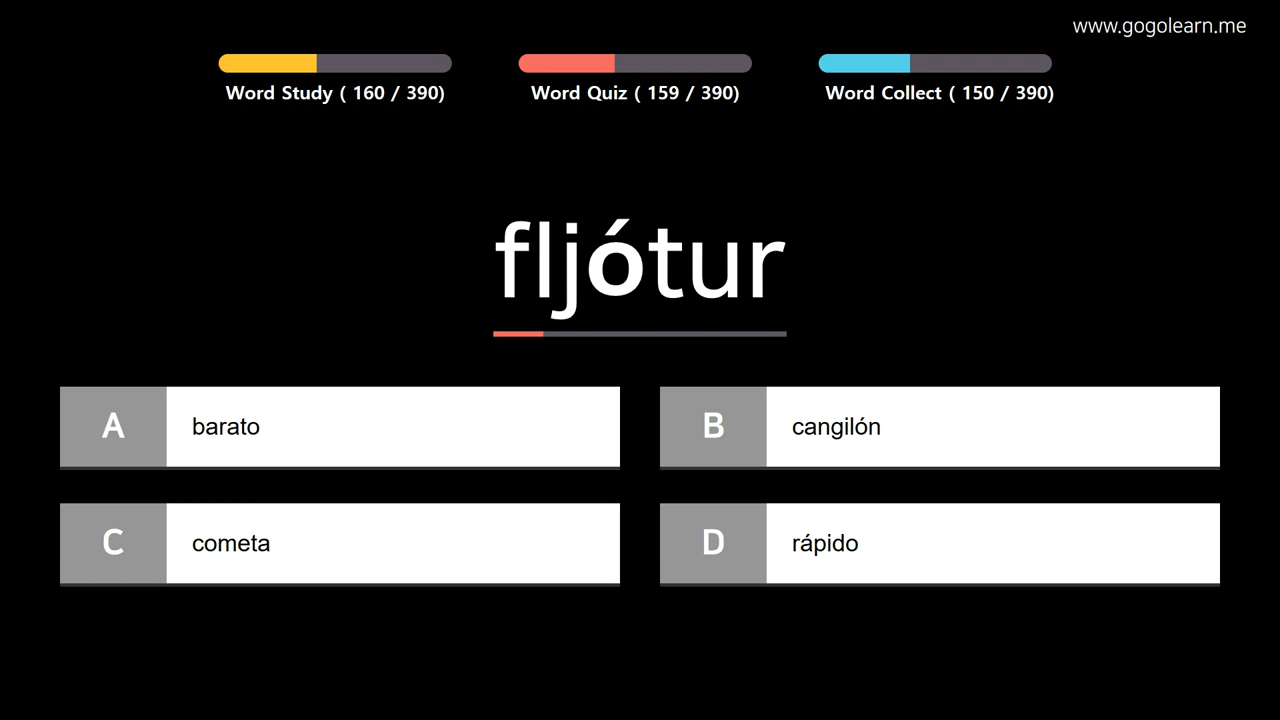 www.gogolearn.me
Word Study ( 160 / 390)
Word Quiz ( 159 / 390)
Word Collect ( 150 / 390)
fljótur
A barato
B cangilón
C cometa
D rápido